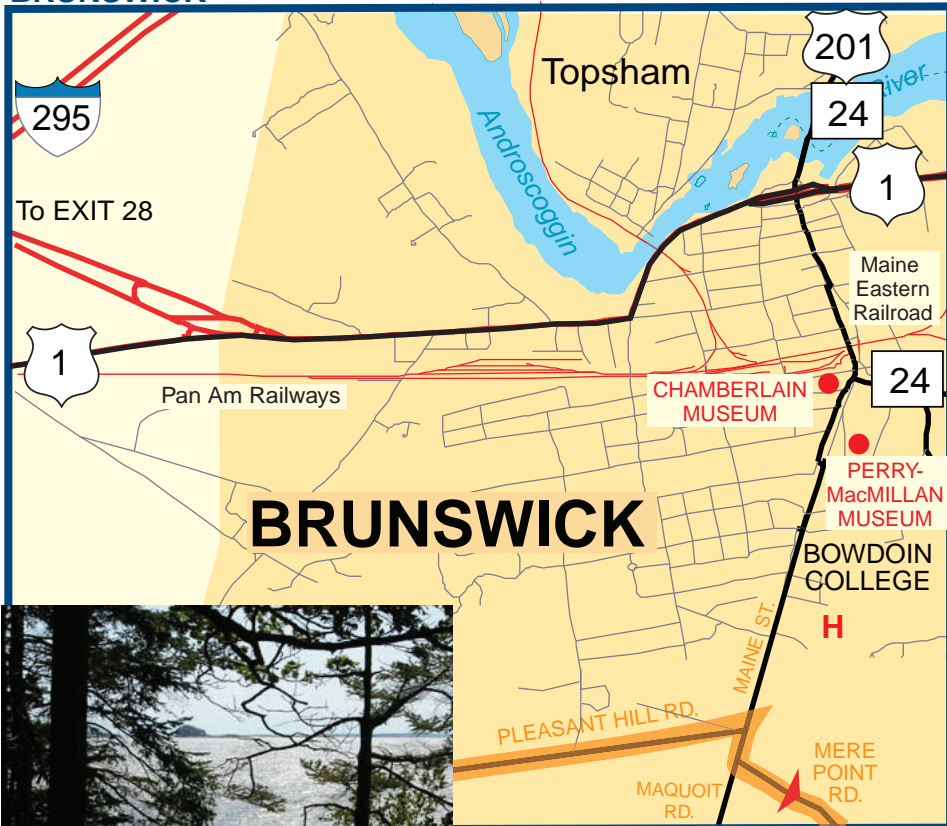 BRUNSWICK
201
Topsham
River
295
24
Androscoggin
1
To EXIT 28
Maine
Eastern
Railroad
1
Pan Am Railways
CHAMBERLAIN
MUSEUM
24
PERRY-
MacMILLAN
MUSEUM
BRUNSWICK
BOWDOIN
COLLEGE
H
MAINE ST.
PLEASANT HILL RD.
MERE
POINT
RD.
MAQUOIT
RD.